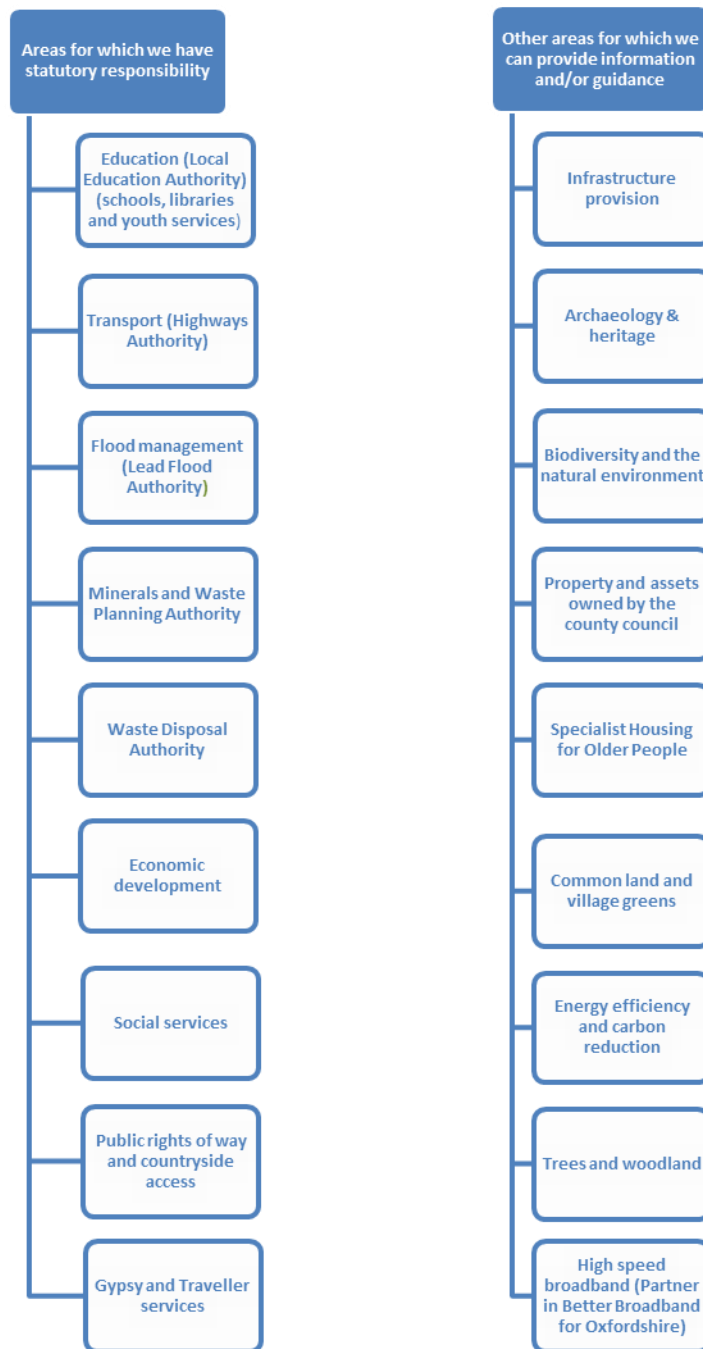 Areas for which we have
statutory responsibility
Education (Local
Education Authority)
(schools, libraries
and youth services)
Transport (Highways
Authority)
Flood management
(Lead Flood
Authority)
Minerals and Waste
Planning Authority
Waste Disposal
Authority
Economic
development
Social services
Public rights of way
and countryside
access
Gypsy and Traveller
services
Other areas for which we
can provide information
and/or guidance
Infrastructure
provision
Archaeology &
heritage
Biodiversity and the
natural environment
Property and assets
owned by the
county council
Specialist Housing
for Older People
Common land and
village greens
Energy efficiency
and carbon
reduction
Trees and woodland
High speed
broadband (Partner
in Better Broadband
for Oxfordshire)